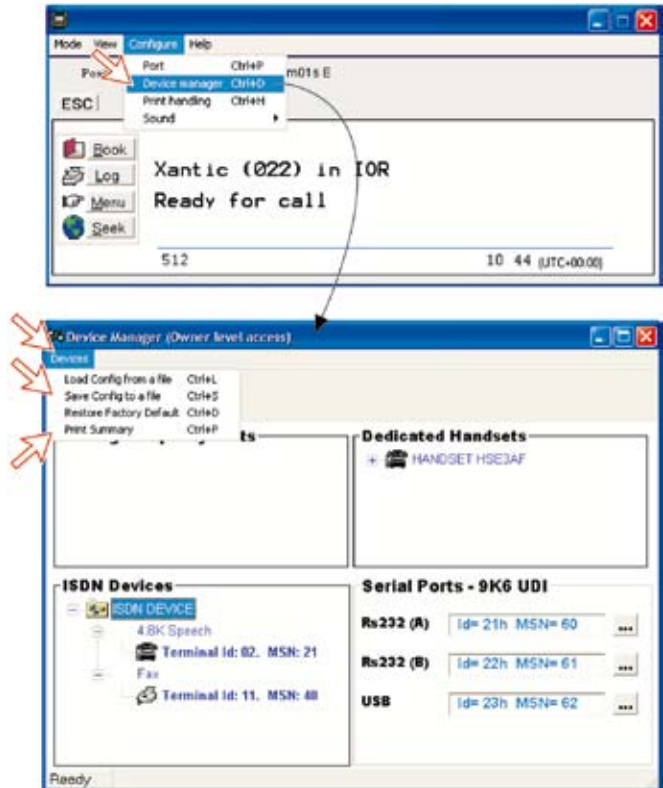 Mode View Configure Help
Port Ctrl+P
Device manager Ctrl+D
Print handling Ctrl+H
Sound
m01s E
ESC
Book
Log
Menu
Seek
Xantic (022) in IOR
Ready for call
512 10 44 (UTC+00:00)
Device Manager (Owner level access)
Devices
Load Config from a file Ctrl+L
Save Config to a file Ctrl+S
Restore Factory Default Ctrl+D
Print Summary Ctrl+P
ts
Dedicated Handsets
HANDSET HSE3AF
ISDN Devices
ISDN DEVICE
4.8K Speech
Terminal Id: 02. MSN: 21
Fax
Terminal Id: 11. MSN: 40
Serial Ports - 9K6 UDI
Rs232 (A) Id= 21h MSN= 60 ...
Rs232 (B) Id= 22h MSN= 61 ...
USB Id= 23h MSN= 62 ...
Ready